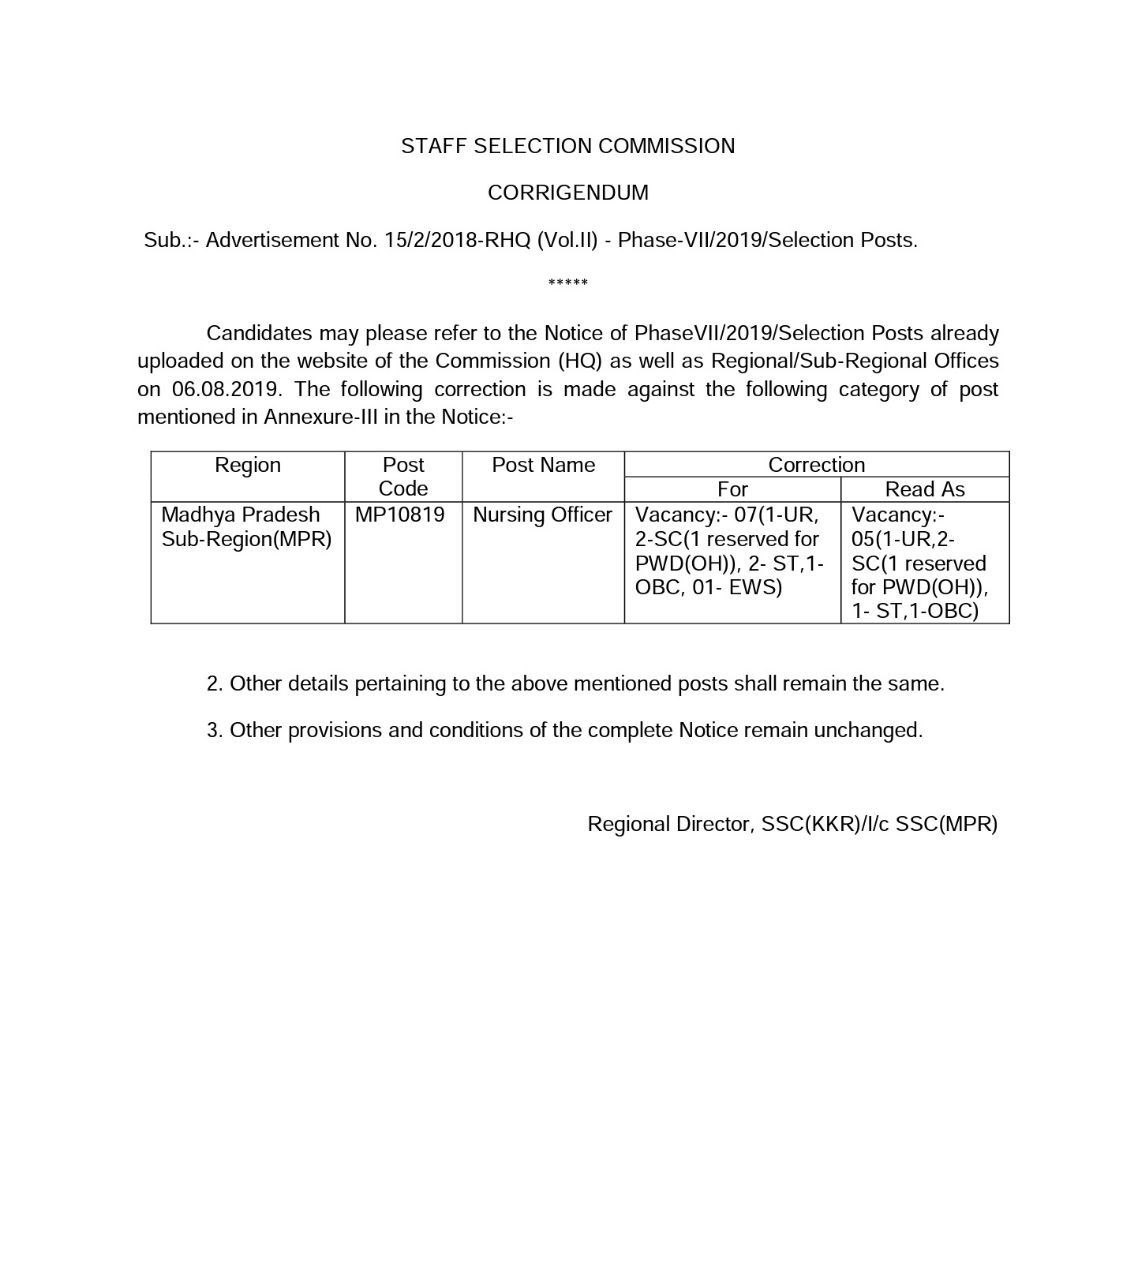 STAFF SELECTION COMMISSION
CORRIGENDUM
Sub.:- Advertisement No. 15/2/2018-RHQ (Vol.II) - Phase-VII/2019/Selection Posts.
*****
Candidates may please refer to the Notice of PhaseVII/2019/Selection Posts already
uploaded on the website of the Commission (HQ) as well as Regional/Sub-Regional Offices
on 06.08.2019. The following correction is made against the following category of post
mentioned in Annexure-III in the Notice:-
Region
Post
Code
Post Name
Correction
For
Read As
Madhya Pradesh
Sub-Region(MPR)
MP10819
Nursing Officer
Vacancy:- 07(1-UR,
2-SC(1 reserved for
PWD(OH)), 2- ST,1-
OBC, 01- EWS)
Vacancy:-
05(1-UR,2-
SC(1 reserved
for PWD(OH)),
1- ST,1-OBC)
2. Other details pertaining to the above mentioned posts shall remain the same.
3. Other provisions and conditions of the complete Notice remain unchanged.
Regional Director, SSC(KKR)/I/c SSC(MPR)